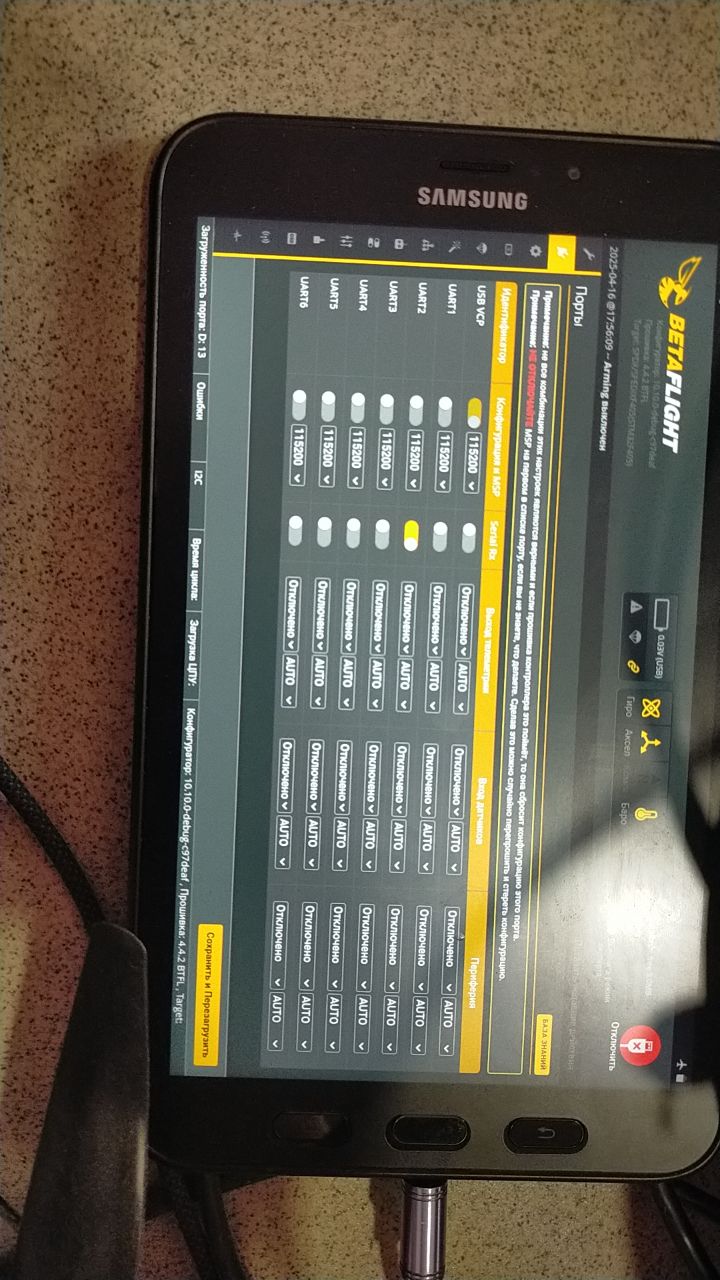 SAMSUNG
BETAFLIGHT
Конфигуратор: 10.10.0-debug-c97deaf
Прошивка: 4.4.2 BTFL
0.03V (USB)
Гиро
Аксел
Баро
Отключить
2025-04-16 @17:56:09 -- Arming выключен
Порты
БАЗА ЗНАНИЙ
Примечание: не все комбинации этих настроек являются верными и если прошивка контроллера это поймёт, то она сбросит конфигурацию этого порта.
Примечание: НЕ ОТКЛЮЧАЙТЕ MSP на первом в списке порту, если вы не знаете, что делаете. Сделав это можно случайно перепрошить и стереть конфигурацию.
Идентификатор Конфигурация и MSP Serial Rx Выход телеметрии Вход датчиков Периферия
USB VCP 115200 Отключено AUTO Отключено AUTO Отключено AUTO
UART1 115200 Отключено AUTO Отключено AUTO Отключено AUTO
UART2 115200 Отключено AUTO Отключено AUTO Отключено AUTO
UART3 115200 Отключено AUTO Отключено AUTO Отключено AUTO
UART4 115200 Отключено AUTO Отключено AUTO Отключено AUTO
UART5 115200 Отключено AUTO Отключено AUTO Отключено AUTO
UART6 115200 Отключено AUTO Отключено AUTO Отключено AUTO
Сохранить и Перезагрузить
Загруженность порта: D: 13 Ошибки I2C Время цикла: Загрузка ЦПУ: Конфигуратор: 10.10.0-debug-c97deaf, Прошивка: 4.4.2 BTFL, Target: